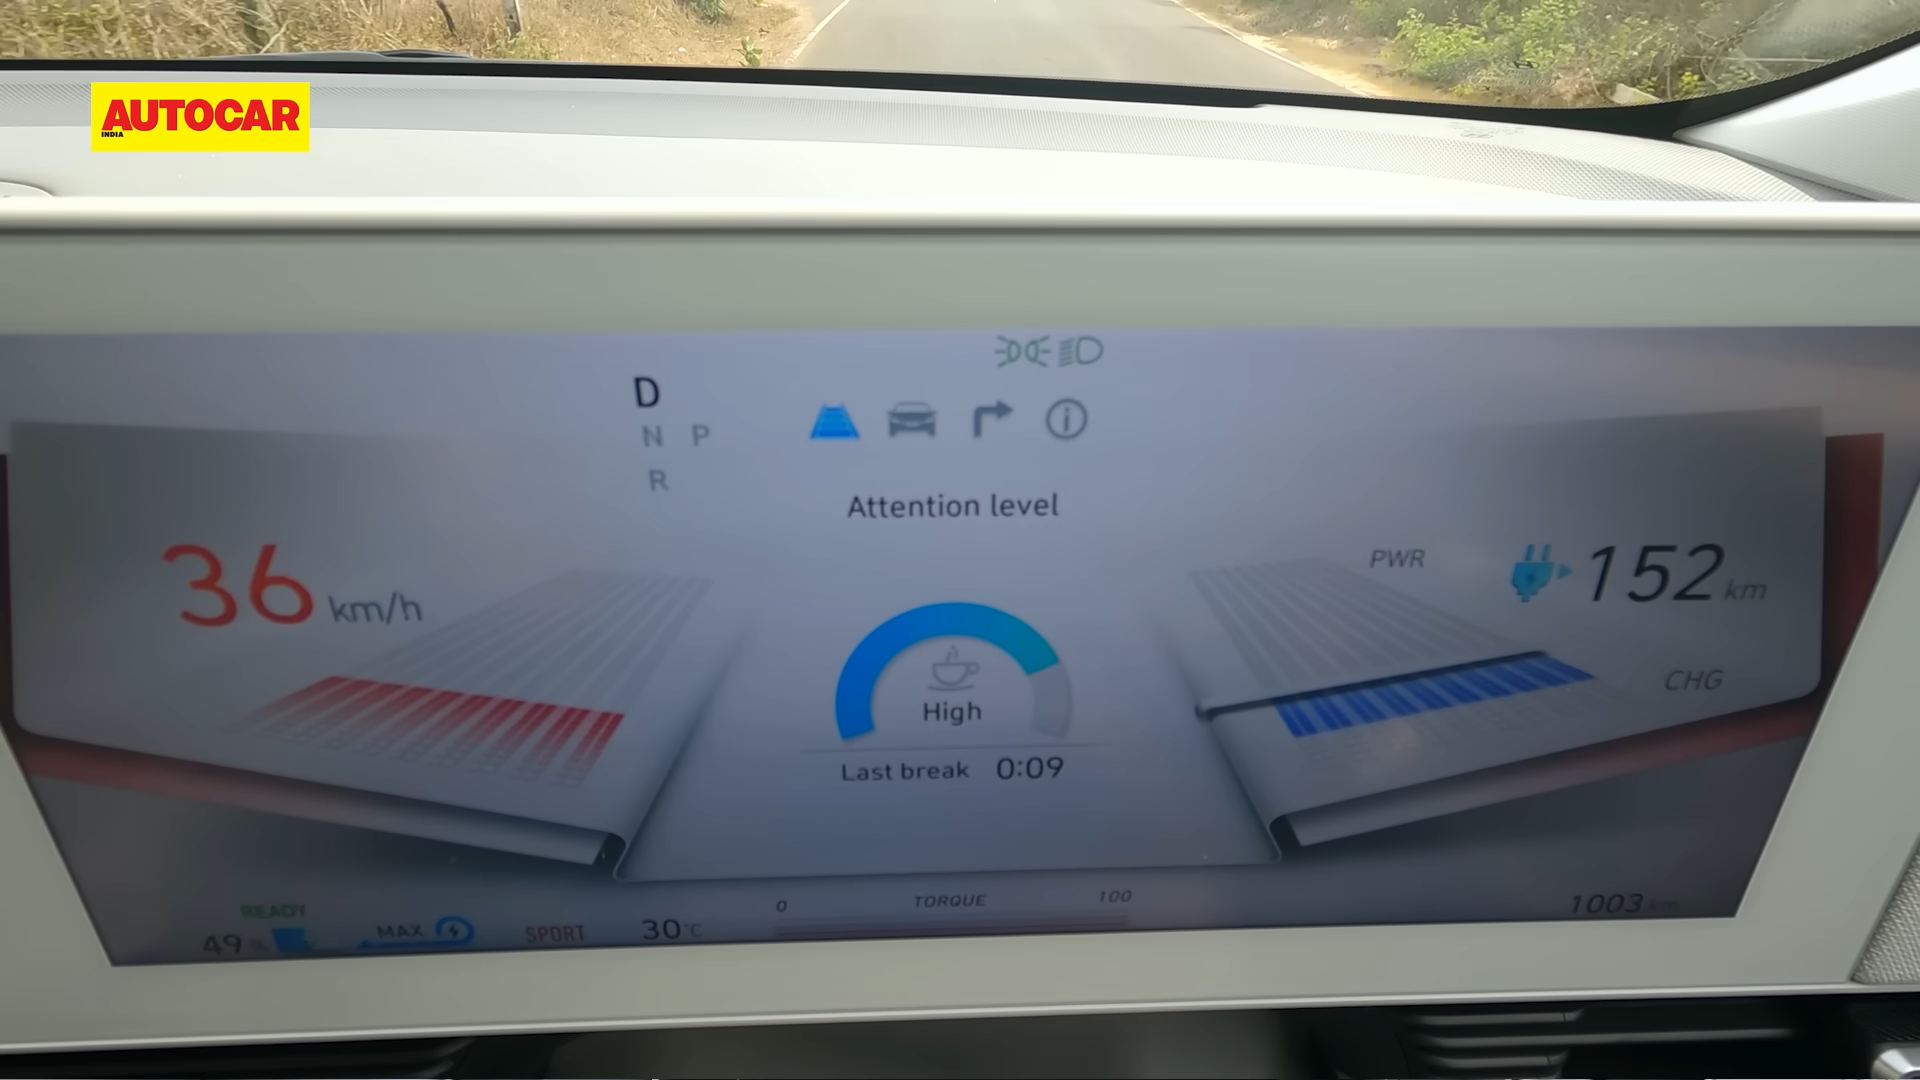 AUTOCAR
INDIA
D
N P
R
Attention level
36 km/h
PWR
152 km
CHG
High
Last break 0:09
READY
49 %
MAX
SPORT
30 °C
0 TORQUE 100
1003 km